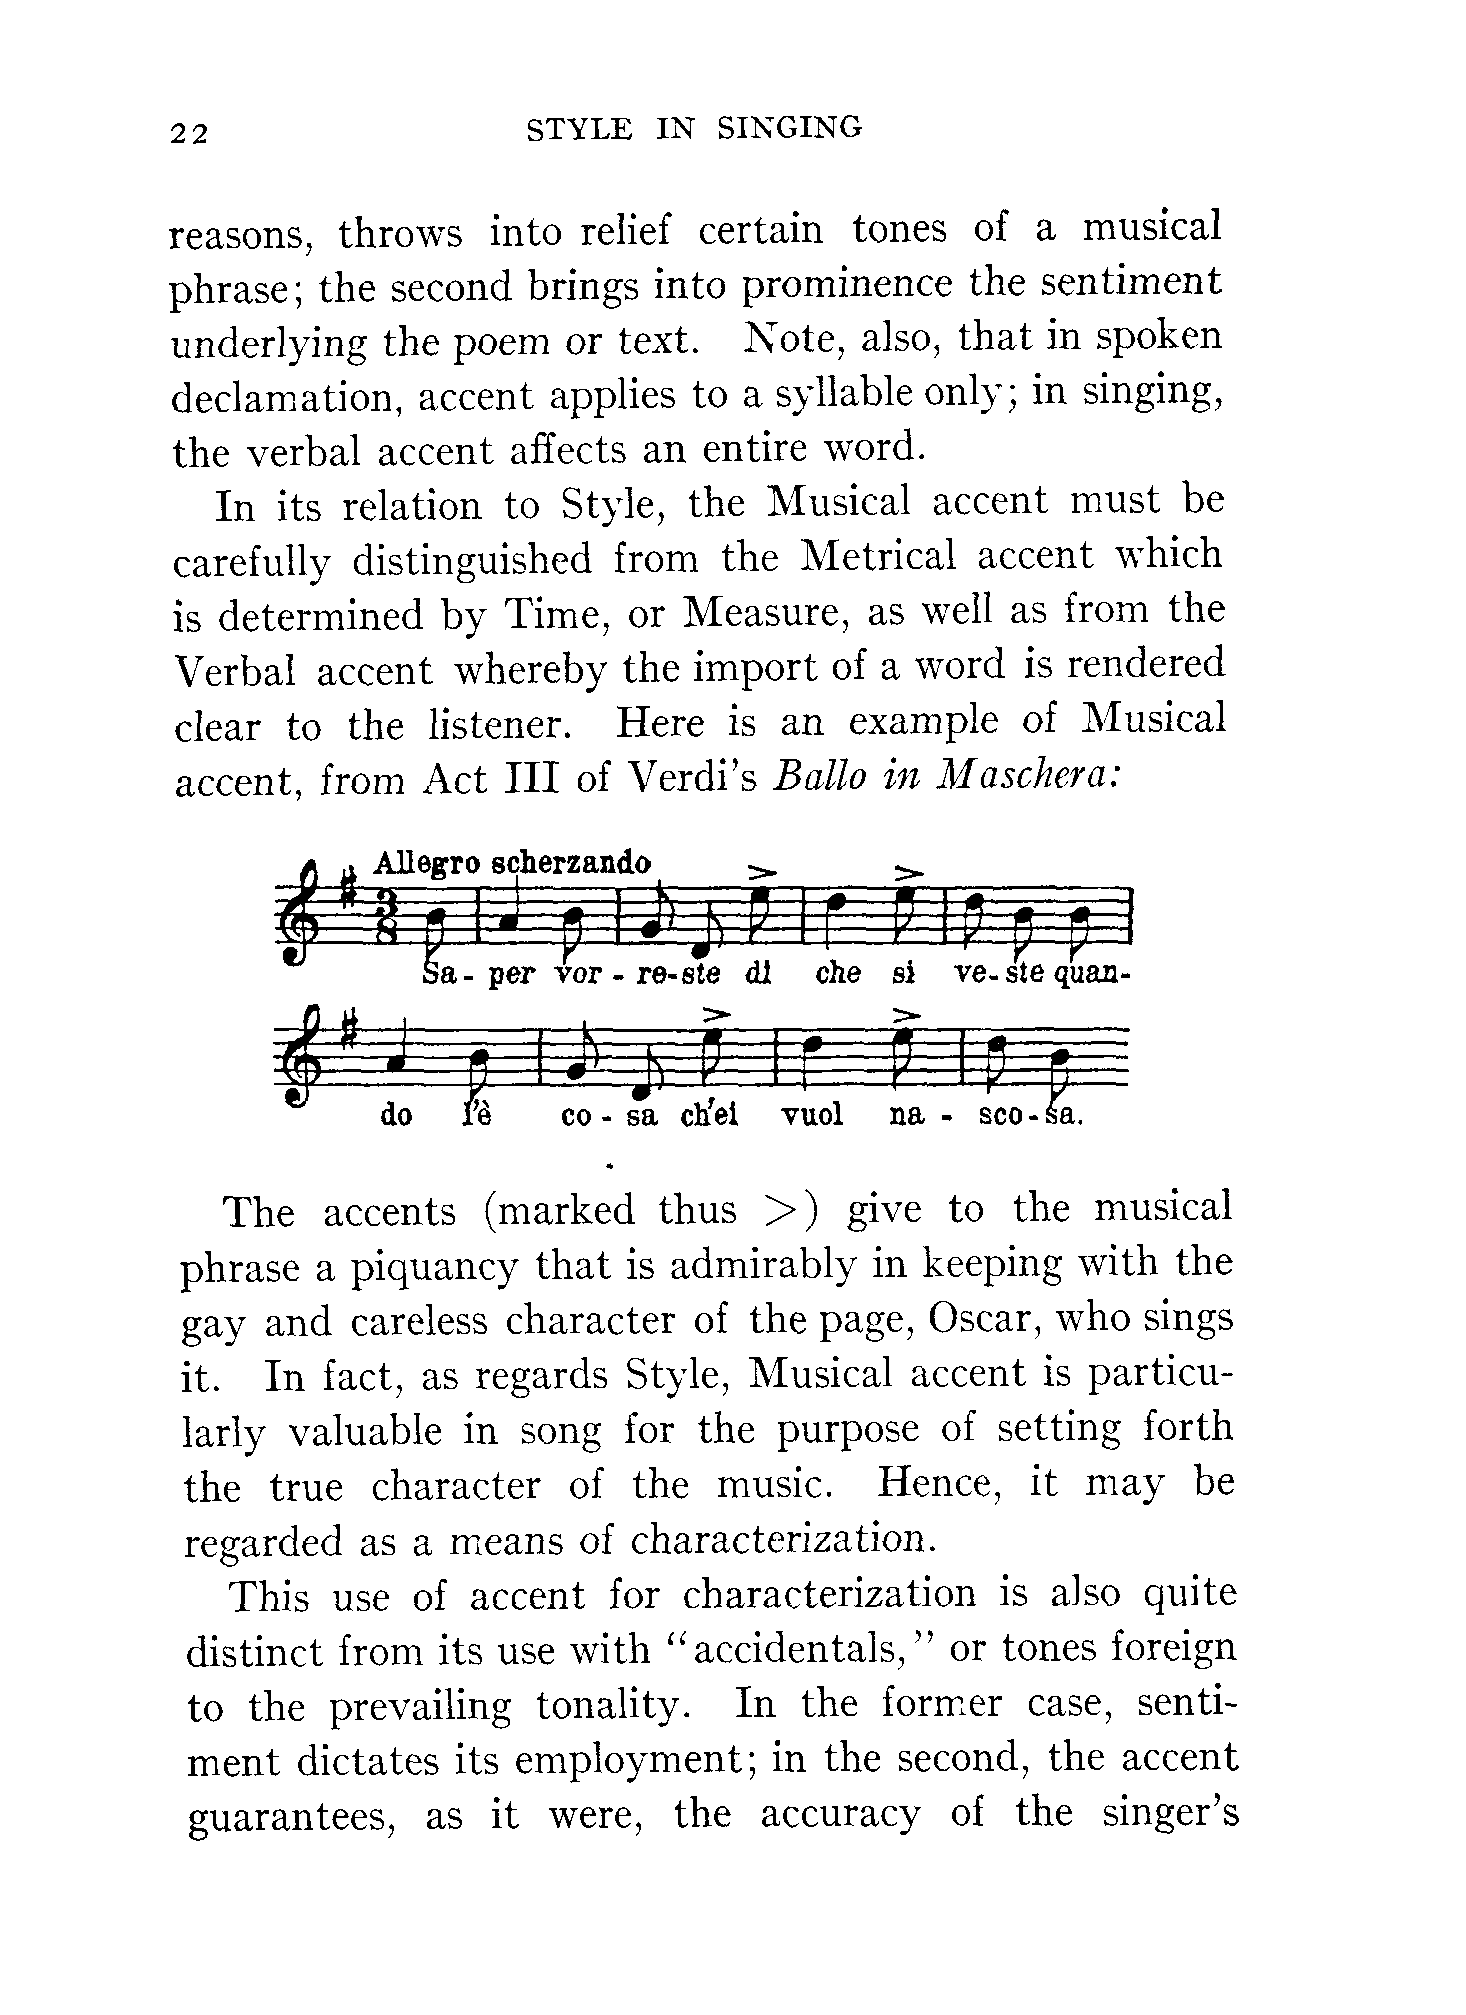 22 STYLE IN SINGING
reasons, throws into relief certain tones of a musical
phrase; the second brings into prominence the sentiment
underlying the poem or text. Note, also, that in spoken
declamation, accent applies to a syllable only; in singing,
the verbal accent affects an entire word.
In its relation to Style, the Musical accent must be
carefully distinguished from the Metrical accent which
is determined by Time, or Measure, as well as from the
Verbal accent whereby the import of a word is rendered
clear to the listener. Here is an example of Musical
accent, from Act III of Verdi's Ballo in Maschera:
Allegro scherzando
3
8
Sa- per vor - re-ste di che si ve-ste quan-
do l'è co - sa ch'ei vuol na - sco-sa.
The accents (marked thus >) give to the musical
phrase a piquancy that is admirably in keeping with the
gay and careless character of the page, Oscar, who sings
it. In fact, as regards Style, Musical accent is particu-
larly valuable in song for the purpose of setting forth
the true character of the music. Hence, it may be
regarded as a means of characterization.
This use of accent for characterization is also quite
distinct from its use with "accidentals," or tones foreign
to the prevailing tonality. In the former case, senti-
ment dictates its employment; in the second, the accent
guarantees, as it were, the accuracy of the singer's